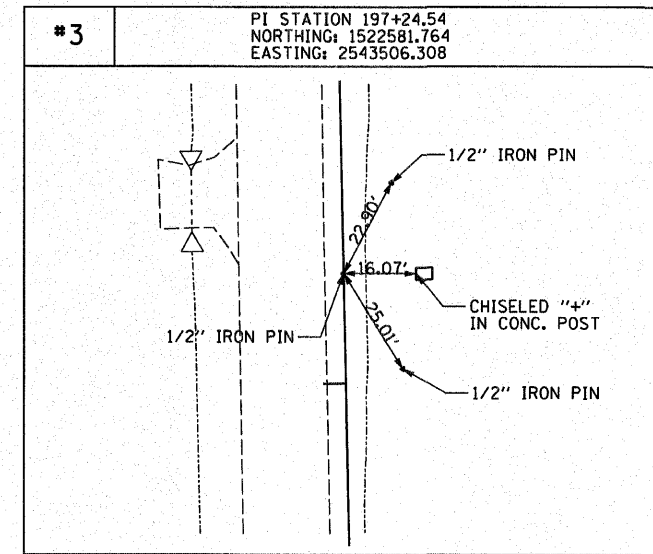 #3
PI STATION 197+24.54
NORTHING: 1522581.764
EASTING: 2543506.308
1/2" IRON PIN
22.90'
16.07'
CHISELED "+"
IN CONC. POST
25.01'
1/2" IRON PIN
1/2" IRON PIN